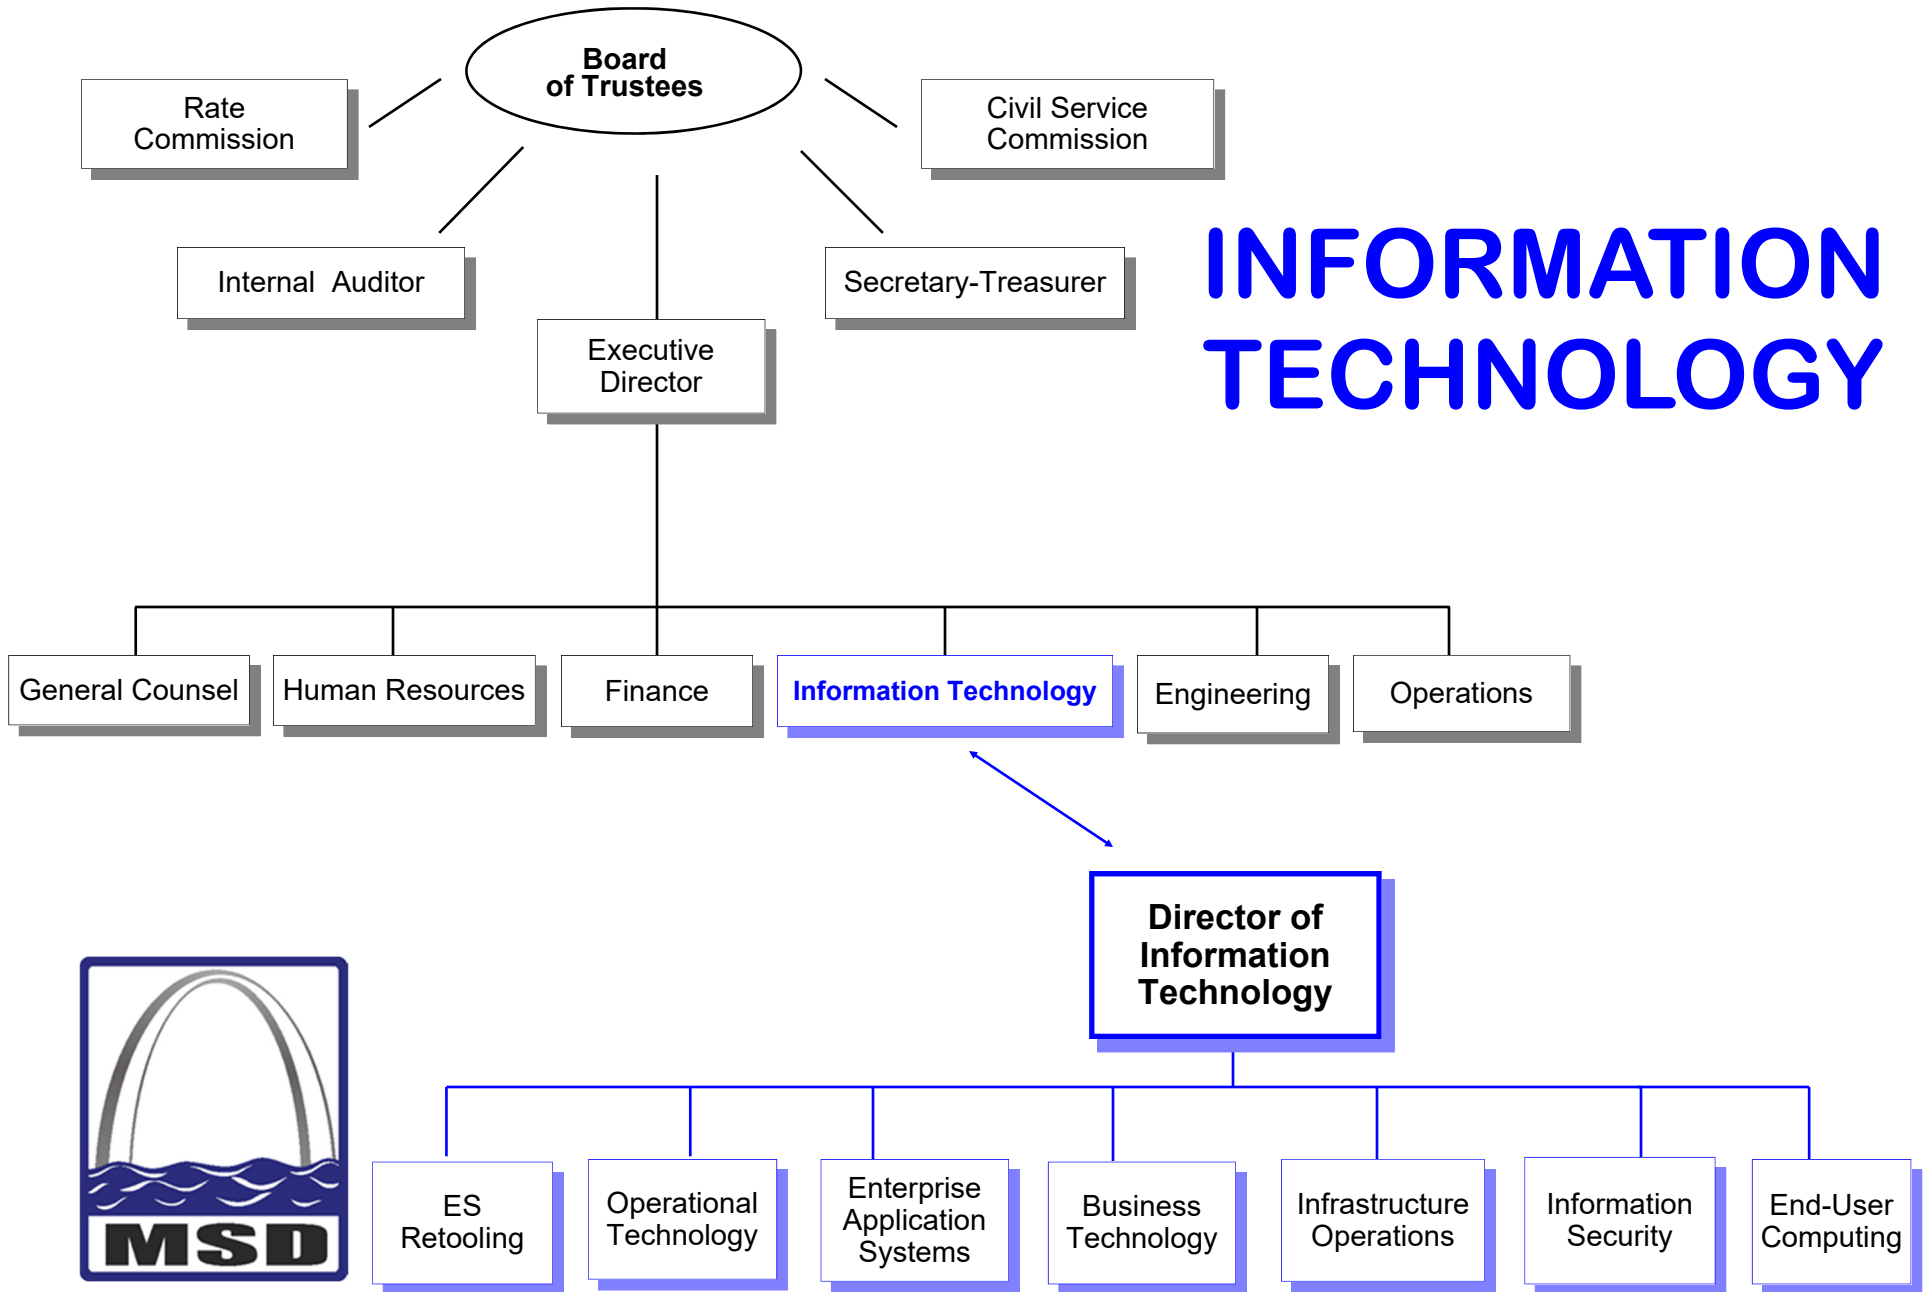 Board
of Trustees
Rate
Commission
Civil Service
Commission
Internal Auditor
Secretary-Treasurer
INFORMATION
TECHNOLOGY
Executive
Director
General Counsel
Human Resources
Finance
Information Technology
Engineering
Operations
Director of
Information
Technology
MSD
ES
Retooling
Operational
Technology
Enterprise
Application
Systems
Business
Technology
Infrastructure
Operations
Information
Security
End-User
Computing